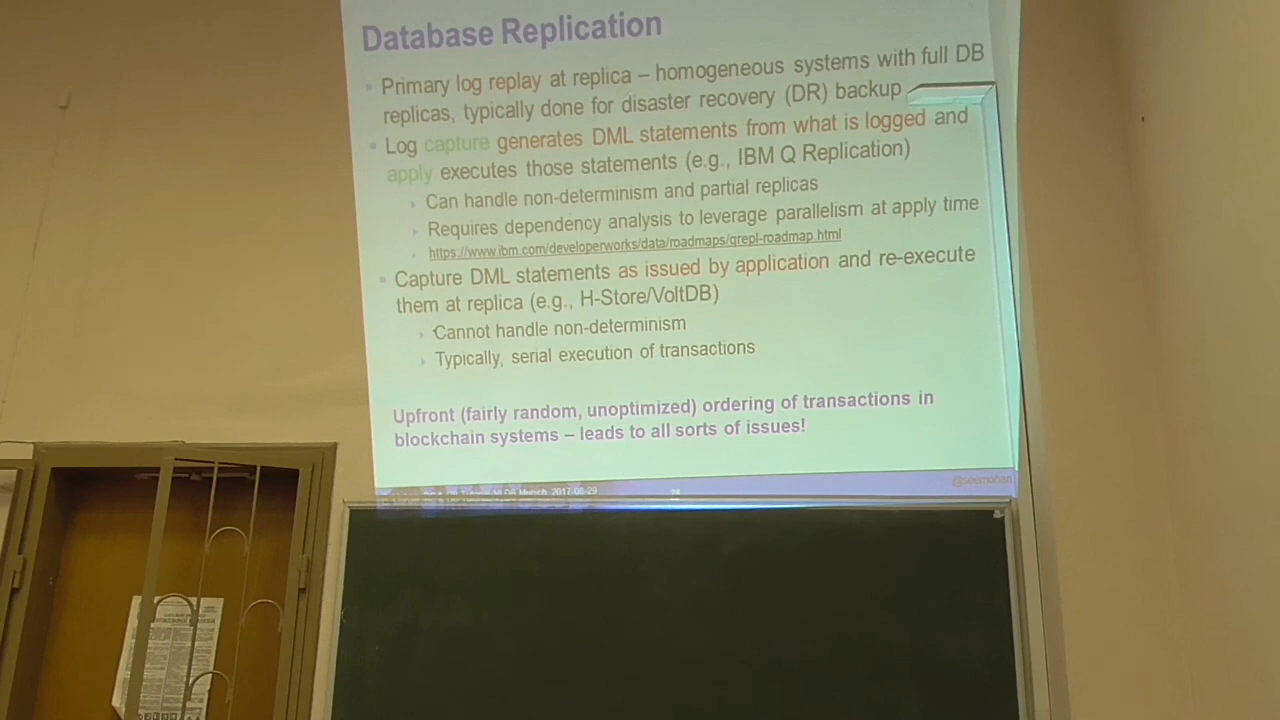 Database Replication
Primary log replay at replica – homogeneous systems with full DB
replicas, typically done for disaster recovery (DR) backup
Log capture generates DML statements from what is logged and
apply executes those statements (e.g., IBM Q Replication)
Can handle non-determinism and partial replicas
Requires dependency analysis to leverage parallelism at apply time
https://www.ibm.com/developerworks/data/roadmaps/qrepl-roadmap.html
Capture DML statements as issued by application and re-execute
them at replica (e.g., H-Store/VoltDB)
Cannot handle non-determinism
Typically, serial execution of transactions
Upfront (fairly random, unoptimized) ordering of transactions in
blockchain systems – leads to all sorts of issues!
Munich, 2017-08-29
@seemohan